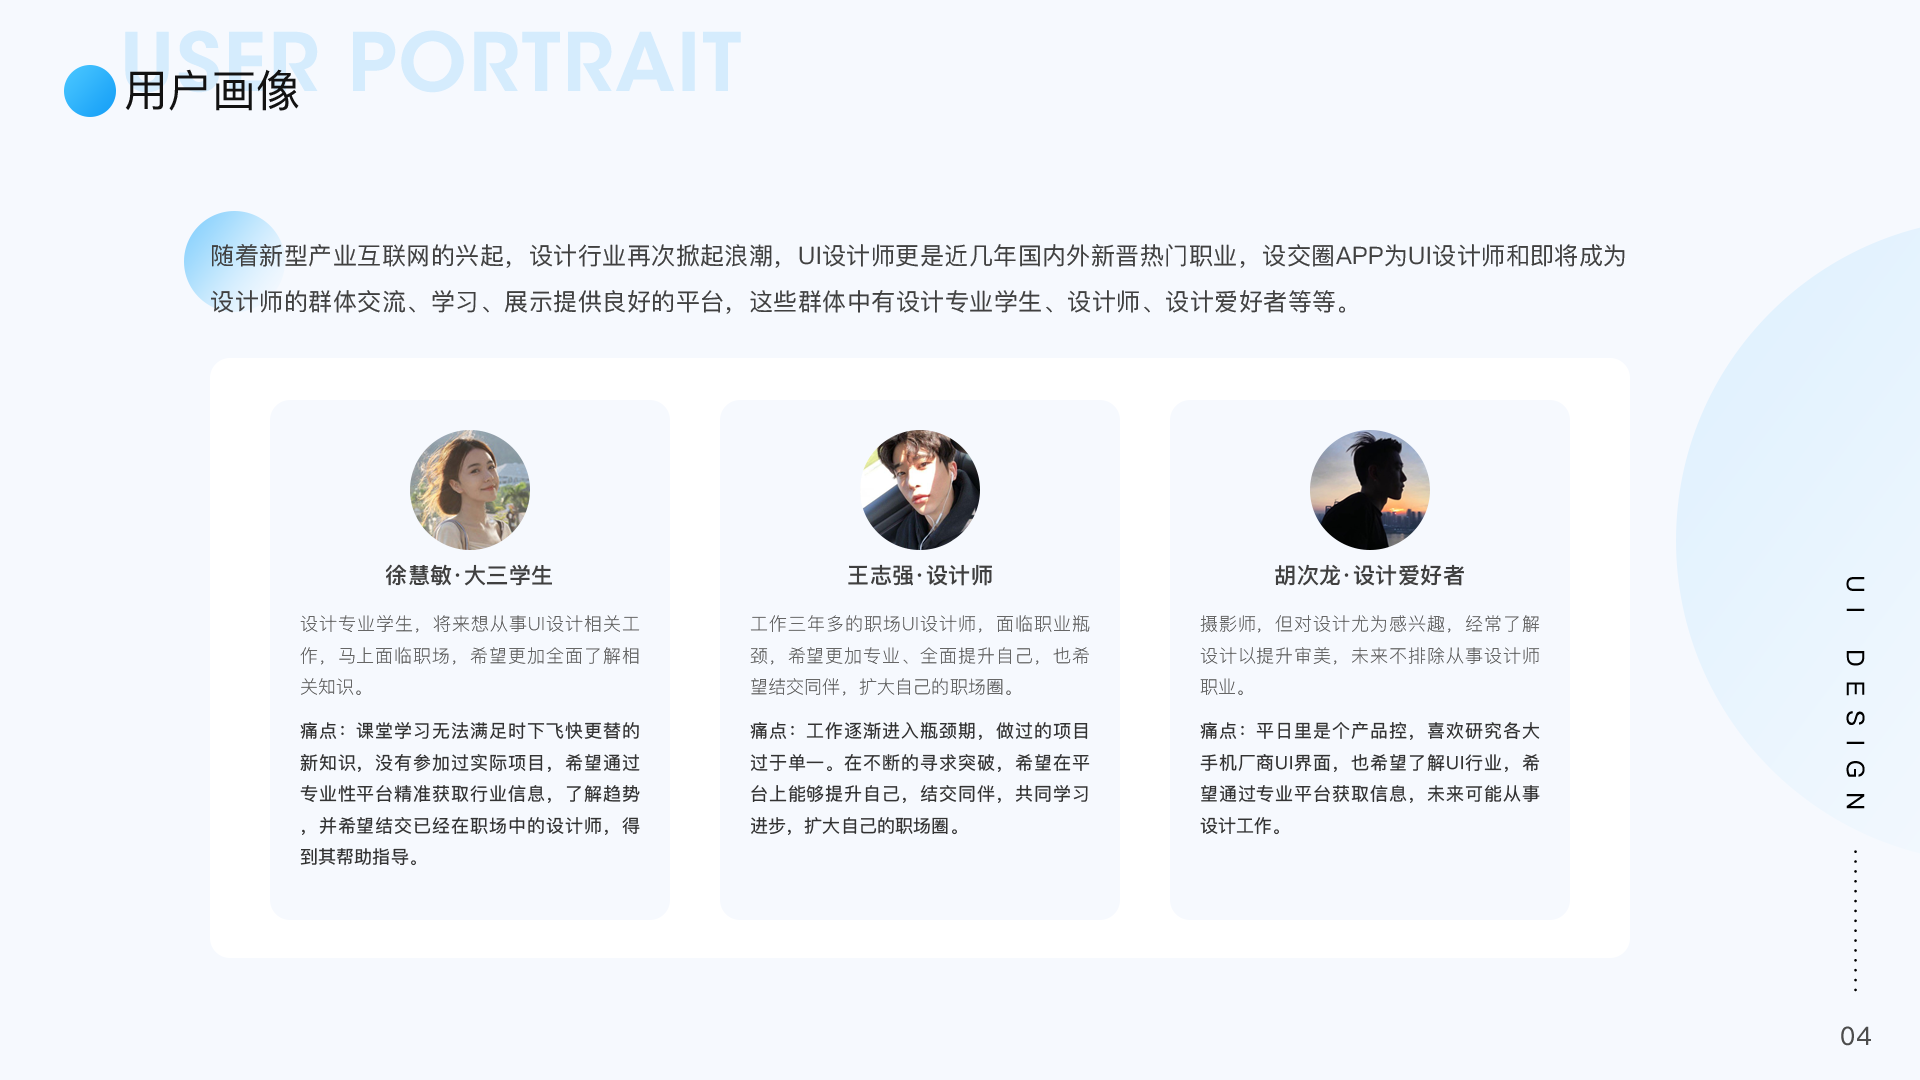 USER PORTRAIT
用户画像
随着新型产业互联网的兴起，设计行业再次掀起浪潮，UI设计师更是近几年国内外新晋热门职业，设交圈APP为UI设计师和即将成为
设计师的群体交流、学习、展示提供良好的平台，这些群体中有设计专业学生、设计师、设计爱好者等等。
徐慧敏·大三学生
设计专业学生，将来想从事UI设计相关工
作，马上面临职场，希望更加全面了解相
关知识。
痛点：课堂学习无法满足时下飞快更替的
新知识，没有参加过实际项目，希望通过
专业性平台精准获取行业信息，了解趋势
，并希望结交已经在职场中的设计师，得
到其帮助指导。
王志强·设计师
工作三年多的职场UI设计师，面临职业瓶
颈，希望更加专业、全面提升自己，也希
望结交同伴，扩大自己的职场圈。
痛点：工作逐渐进入瓶颈期，做过的项目
过于单一。在不断的寻求突破，希望在平
台上能够提升自己，结交同伴，共同学习
进步，扩大自己的职场圈。
胡次龙·设计爱好者
摄影师，但对设计尤为感兴趣，经常了解
设计以提升审美，未来不排除从事设计师
职业。
痛点：平日里是个产品控，喜欢研究各大
手机厂商UI界面，也希望了解UI行业，希
望通过专业平台获取信息，未来可能从事
设计工作。
UI DESIGN
04